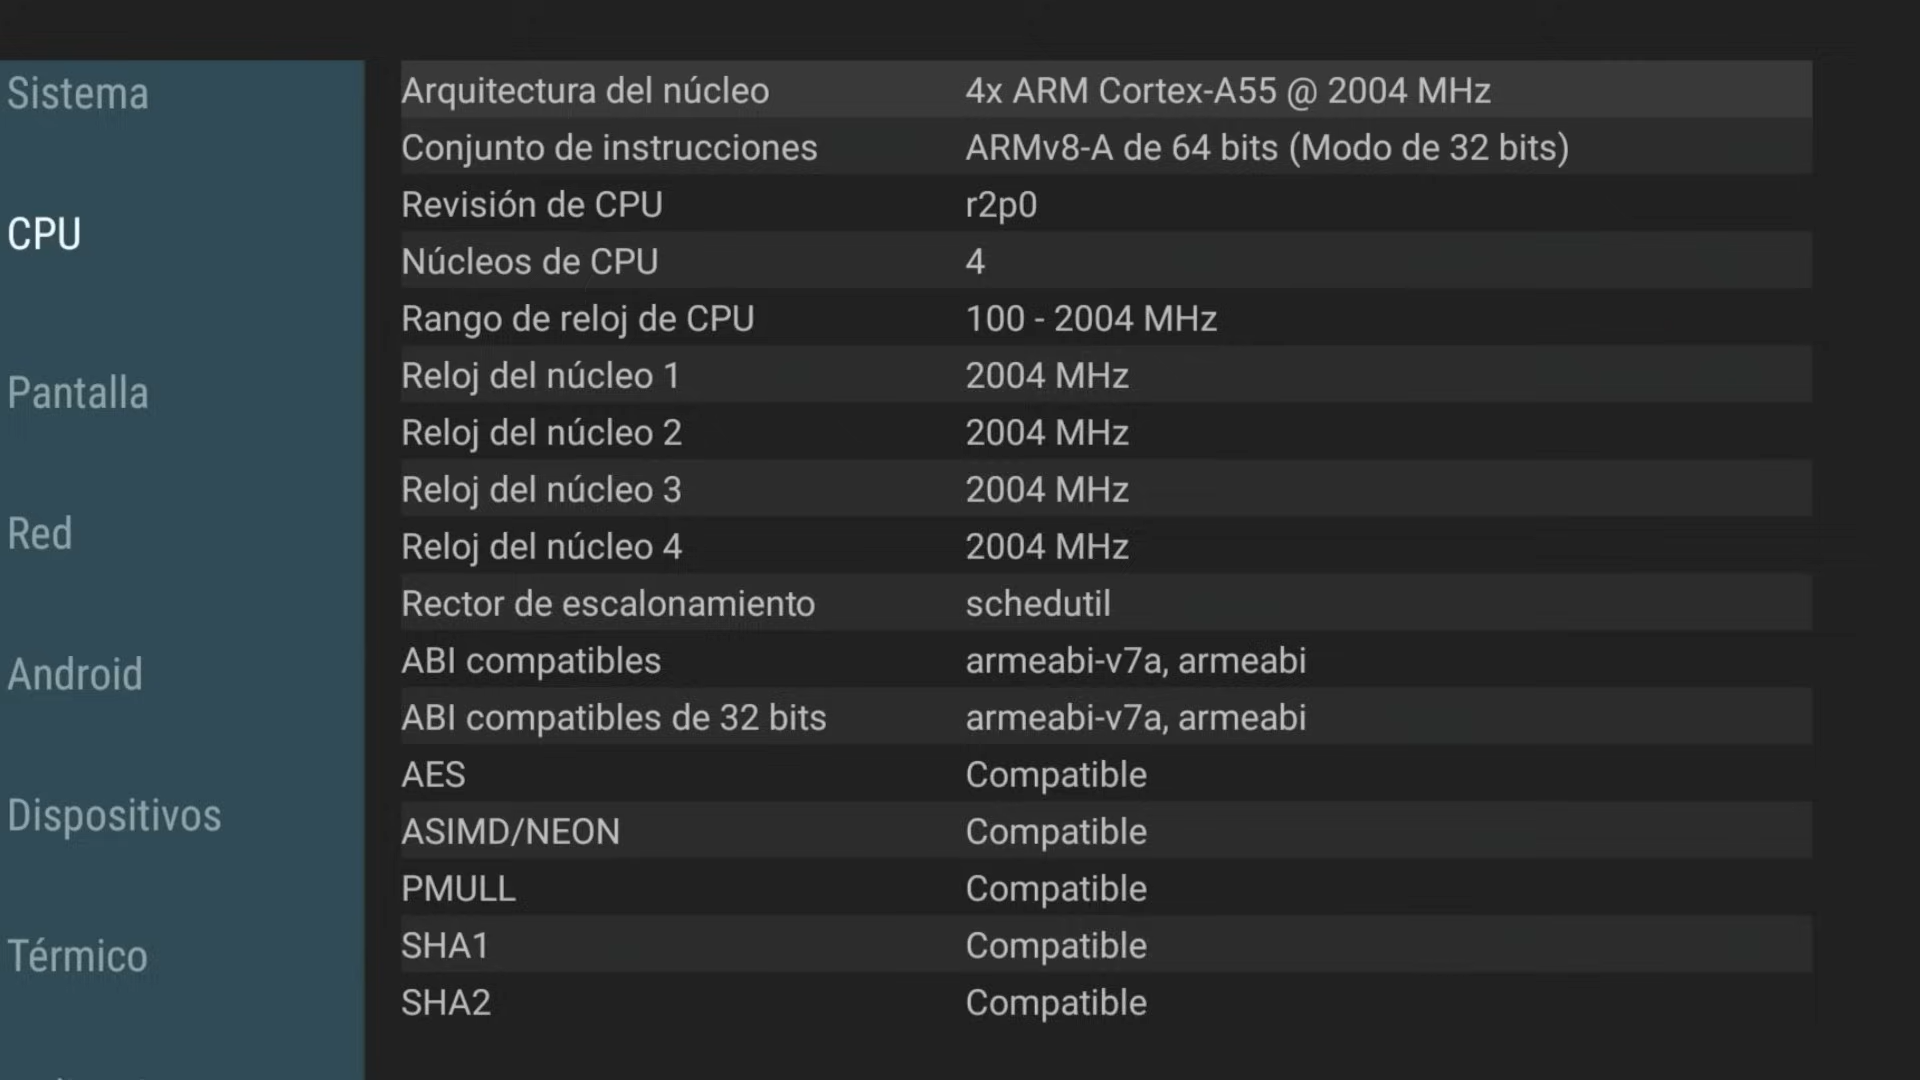 Sistema
CPU
Pantalla
Red
Android
Dispositivos
Térmico
Arquitectura del núcleo 4x ARM Cortex-A55 @ 2004 MHz
Conjunto de instrucciones ARMv8-A de 64 bits (Modo de 32 bits)
Revisión de CPU r2p0
Núcleos de CPU 4
Rango de reloj de CPU 100 - 2004 MHz
Reloj del núcleo 1 2004 MHz
Reloj del núcleo 2 2004 MHz
Reloj del núcleo 3 2004 MHz
Reloj del núcleo 4 2004 MHz
Rector de escalonamiento schedutil
ABI compatibles armeabi-v7a, armeabi
ABI compatibles de 32 bits armeabi-v7a, armeabi
AES Compatible
ASIMD/NEON Compatible
PMULL Compatible
SHA1 Compatible
SHA2 Compatible